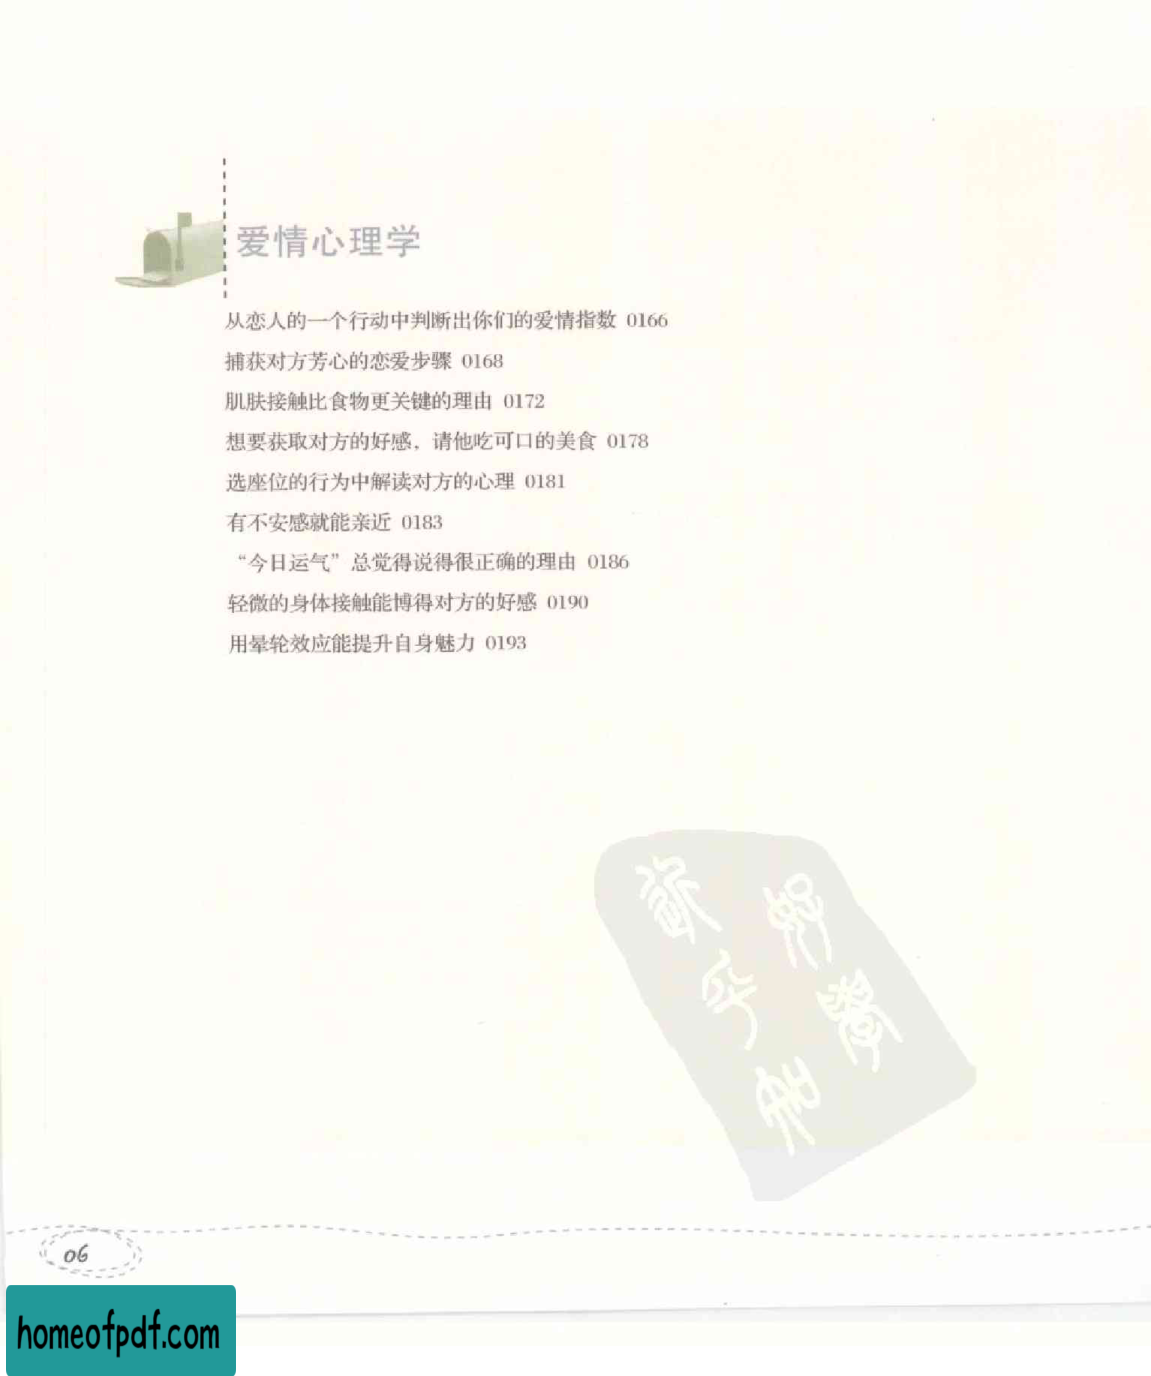 爱情心理学
从恋人的一个行动中判断出你们的爱情指数 0166
捕获对方芳心的恋爱步骤 0168
肌肤接触比食物更关键的理由 0172
想要获取对方的好感，请他吃可口的美食 0178
选座位的行为中解读对方的心理 0181
有不安感就能亲近 0183
“今日运气”总觉得说得很正确的理由 0186
轻微的身体接触能博得对方的好感 0190
用晕轮效应能提升自身魅力 0193
06
homeofpdf.com